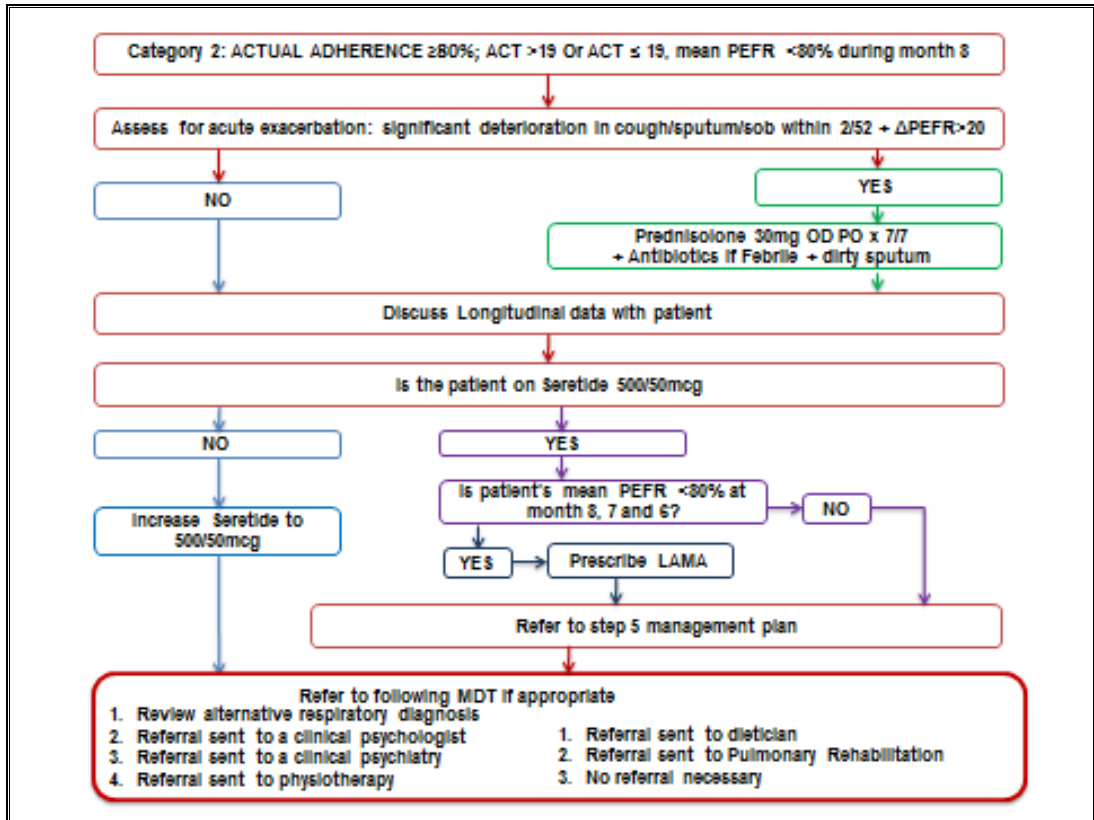 Category 2: ACTUAL ADHERENCE ≥80%; ACT >19 Or ACT ≤ 19, mean PEFR <80% during month 8
Assess for acute exacerbation: significant deterioration in cough/sputum/sob within 2/52 + ΔPEFR>20
NO
YES
Prednisolone 30mg OD PO x 7/7
+ Antibiotics if Febrile + dirty sputum
Discuss Longitudinal data with patient
Is the patient on Seretide 500/50mcg
NO
YES
Is patient's mean PEFR <80% at
month 8, 7 and 6?
NO
Increase Seretide to
500/50mcg
YES
Prescribe LAMA
Refer to step 5 management plan
Refer to following MDT if appropriate
1. Review alternative respiratory diagnosis
2. Referral sent to a clinical psychologist
3. Referral sent to a clinical psychiatry
4. Referral sent to physiotherapy
1. Referral sent to dietician
2. Referral sent to Pulmonary Rehabilitation
3. No referral necessary